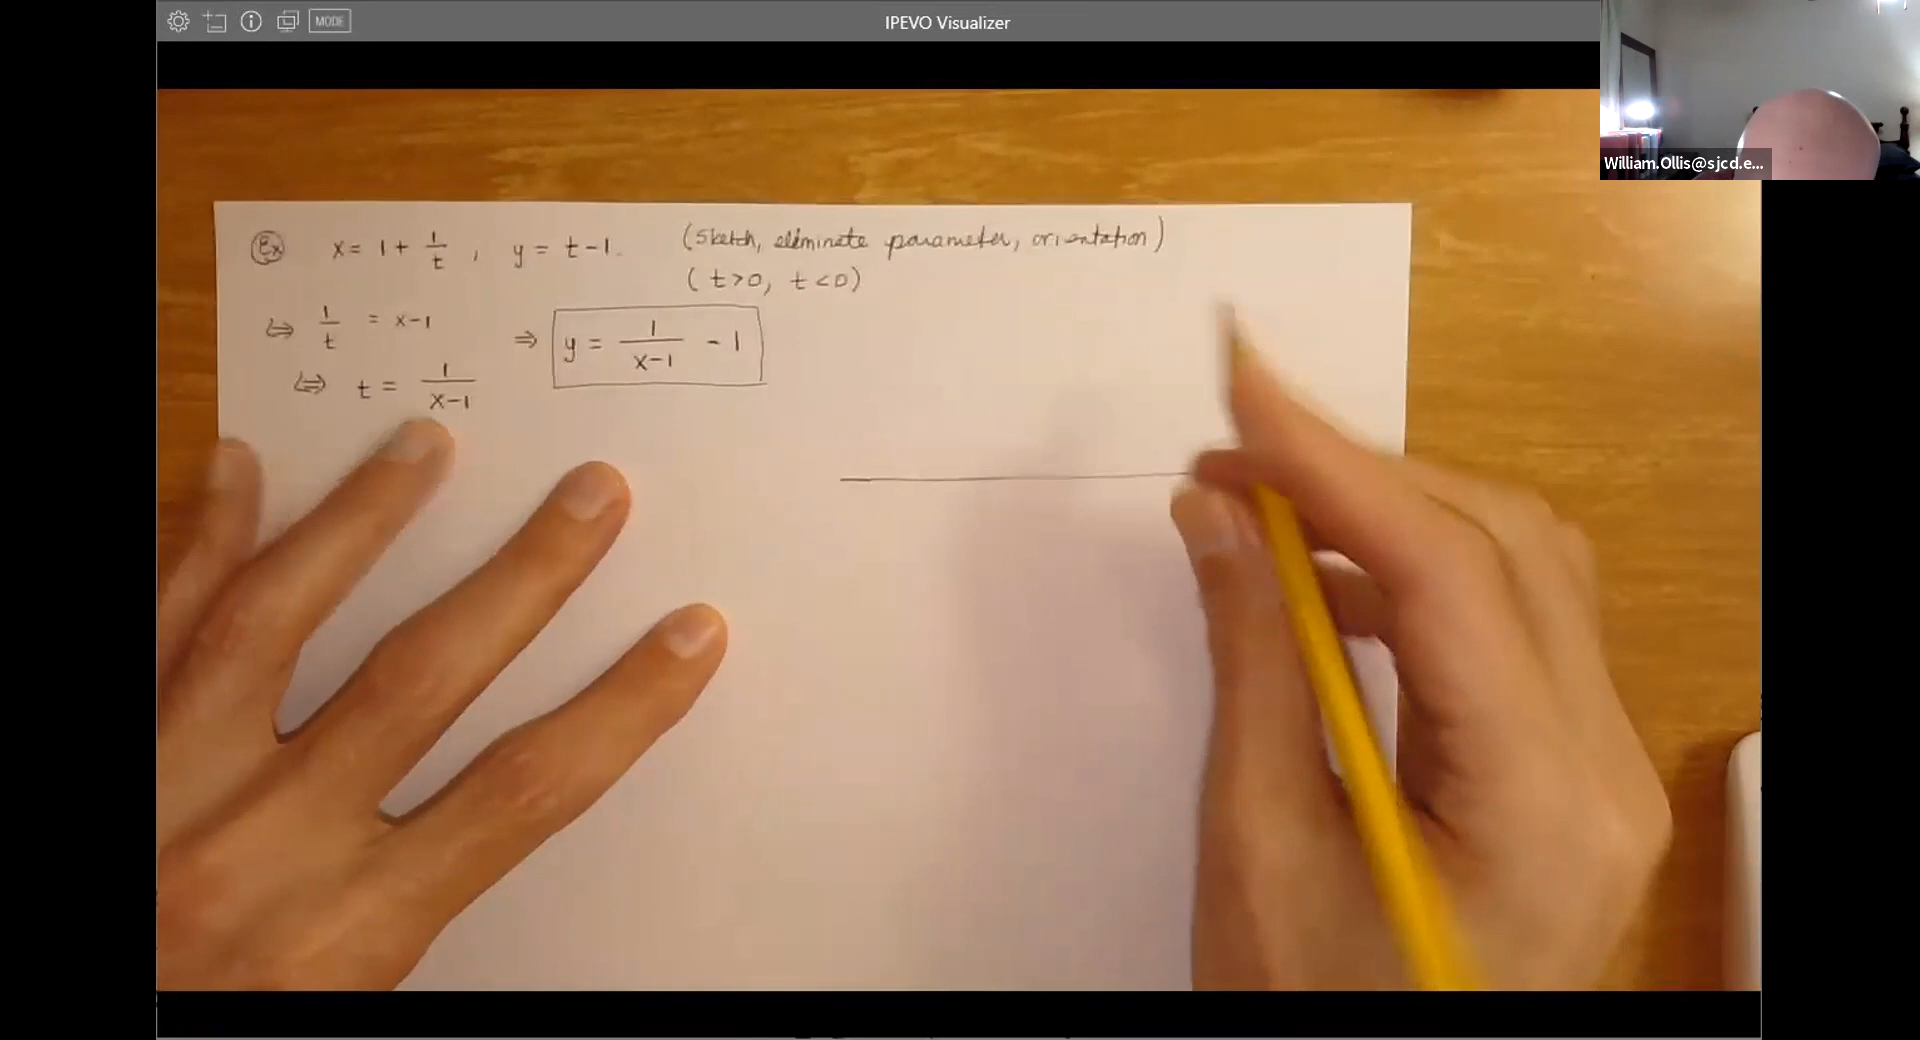 MODE
IPEVO Visualizer
William.Ollis@sjcd.e...
Ex x = 1 + 1/t , y = t-1. (Sketch, eliminate parameter, orientation)
(t>0, t<0)
⇔ 1/t = x-1 ⇒ y = 1/(x-1) - 1
⇔ t = 1/(x-1)